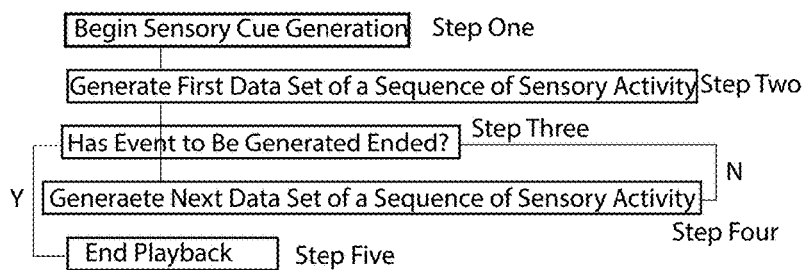 Begin Sensory Cue Generation Step One
Generate First Data Set of a Sequence of Sensory Activity Step Two
Has Event to Be Generated Ended? Step Three
N
Y Generaete Next Data Set of a Sequence of Sensory Activity
Step Four
End Playback Step Five